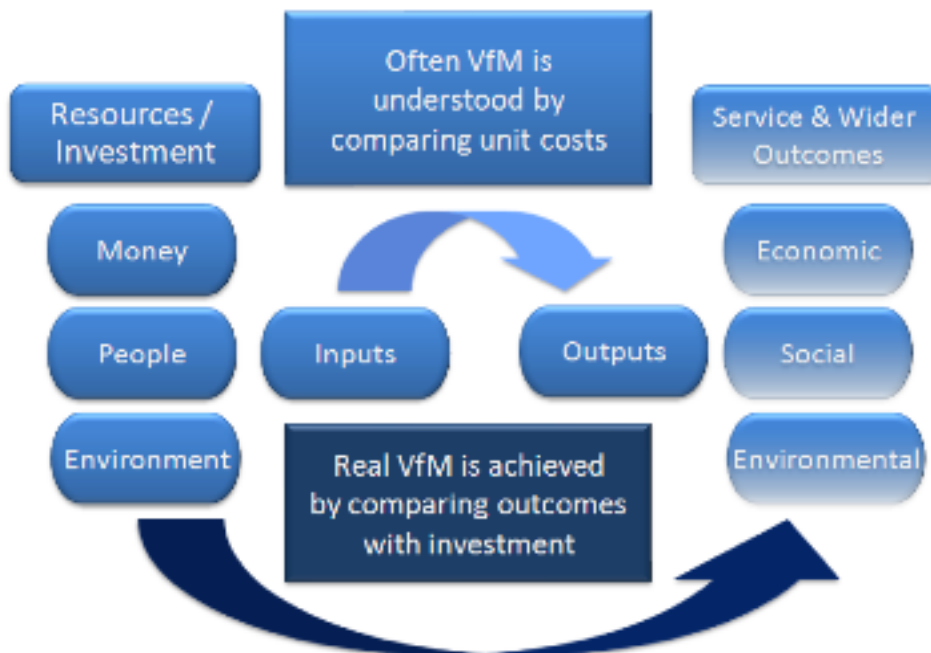 Often VfM is
understood by
comparing unit costs
Resources /
Investment
Service & Wider
Outcomes
Money
Economic
People
Inputs
Outputs
Social
Environment
Environmental
Real VfM is achieved
by comparing outcomes
with investment